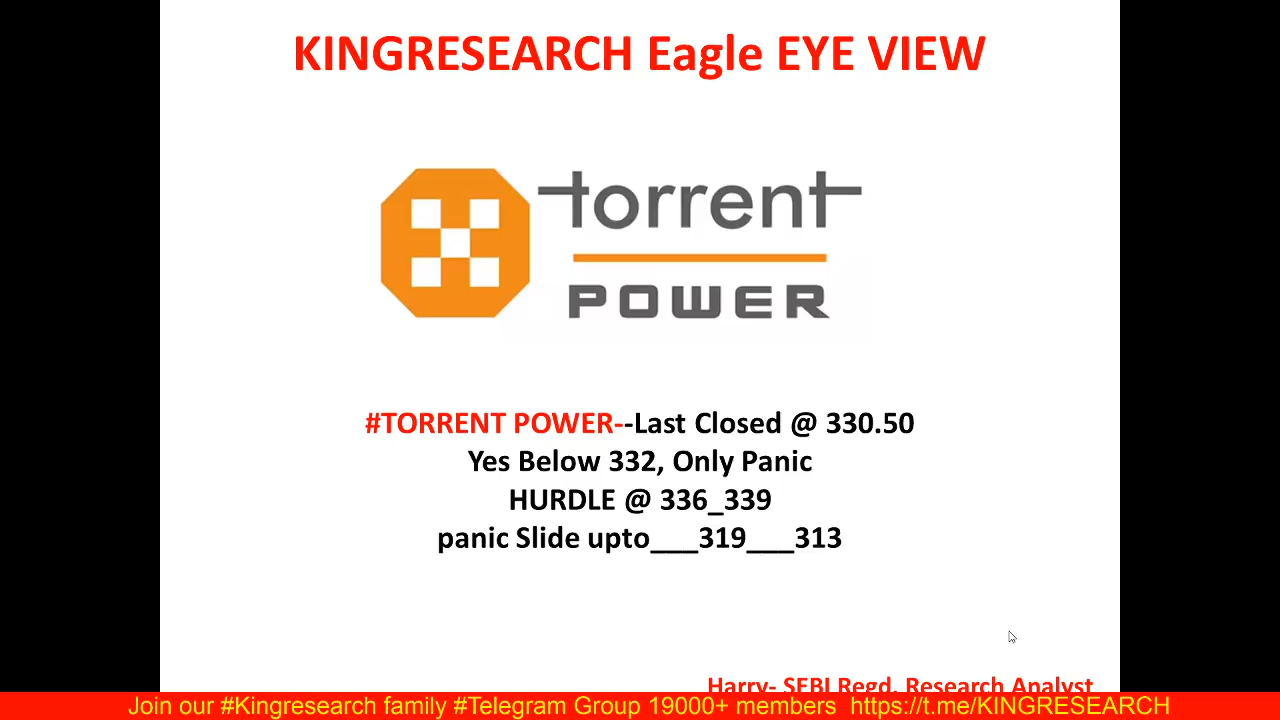 KINGRESEARCH Eagle EYE VIEW
torrent
POWER
#TORRENT POWER--Last Closed @ 330.50
Yes Below 332, Only Panic
HURDLE @ 336_339
panic Slide upto___319___313
Harry- SEBI Regd. Research Analyst
Join our #Kingresearch family #Telegram Group 19000+ members https://t.me/KINGRESEARCH